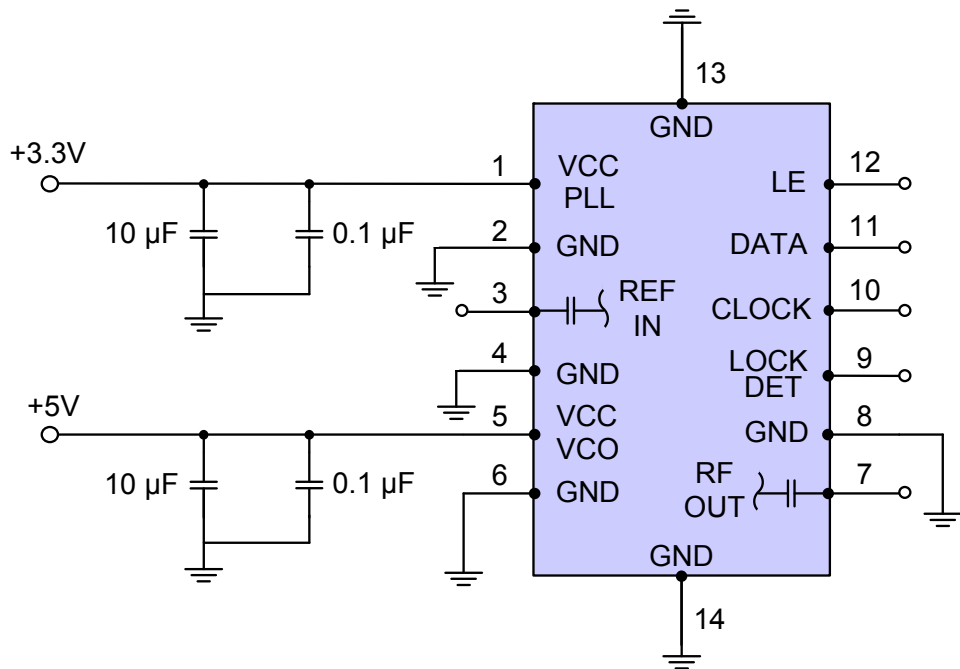 13
GND
+3.3V
1
VCC
PLL
LE
12
10 µF
0.1 µF
2
GND
DATA
11
3
REF
IN
CLOCK
10
4
GND
LOCK
DET
9
+5V
5
VCC
VCO
GND
8
10 µF
0.1 µF
6
GND
RF
OUT
7
GND
14